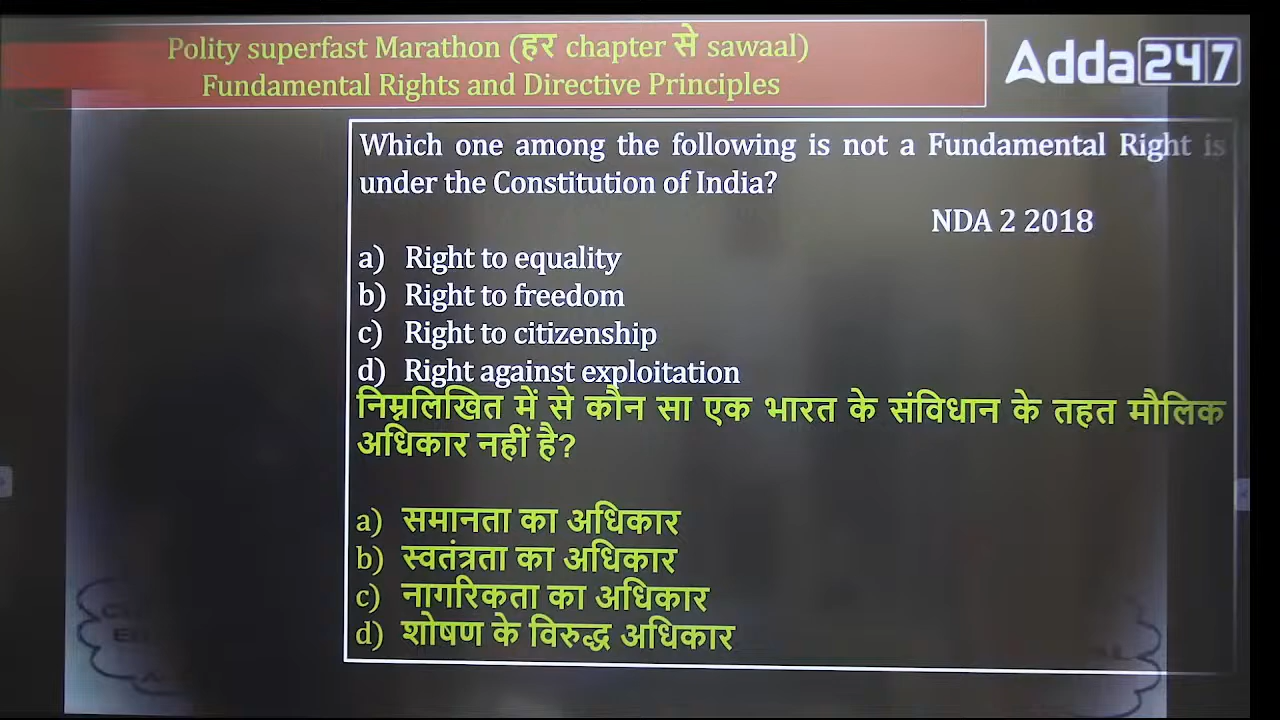 Polity superfast Marathon (हर chapter से sawaal)
Fundamental Rights and Directive Principles
Adda247
Which one among the following is not a Fundamental Right is
under the Constitution of India?
NDA 2 2018
a) Right to equality
b) Right to freedom
c) Right to citizenship
d) Right against exploitation
निम्नलिखित में से कौन सा एक भारत के संविधान के तहत मौलिक
अधिकार नहीं है?
a) समानता का अधिकार
b) स्वतंत्रता का अधिकार
c) नागरिकता का अधिकार
d) शोषण के विरुद्ध अधिकार